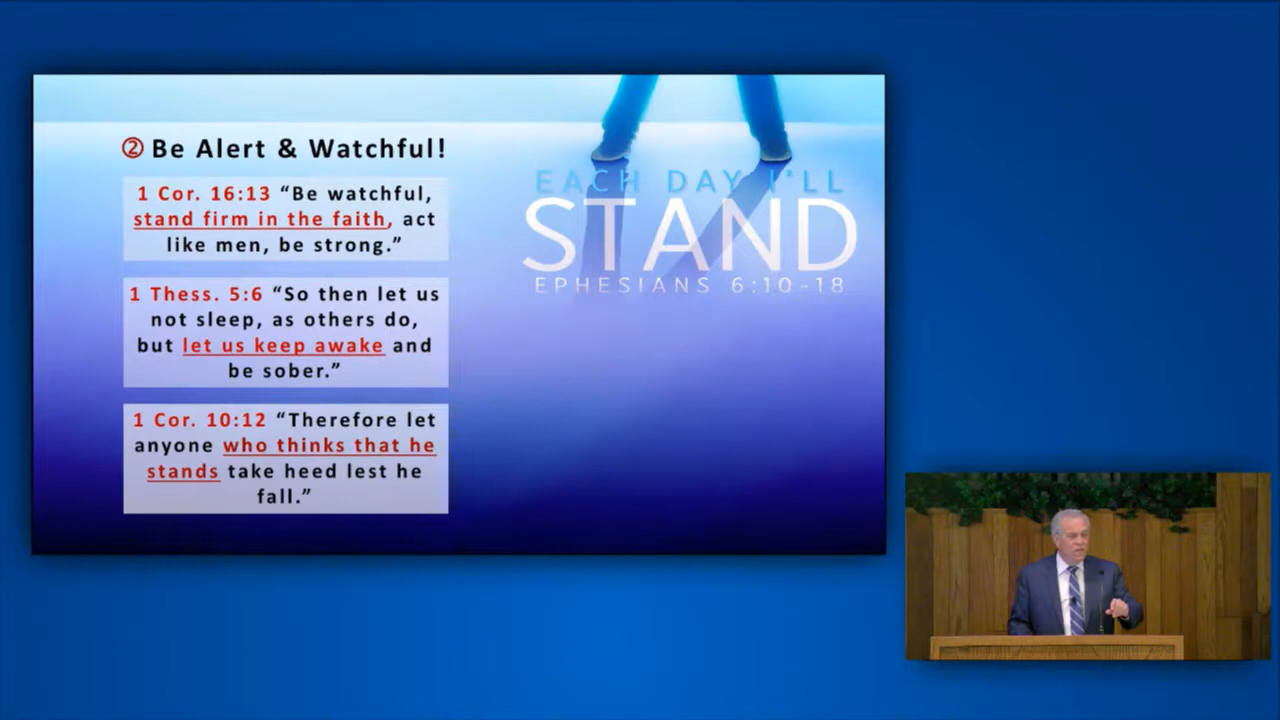 ② Be Alert & Watchful!
1 Cor. 16:13 “Be watchful,
stand firm in the faith, act
like men, be strong.”
1 Thess. 5:6 “So then let us
not sleep, as others do,
but let us keep awake and
be sober.”
1 Cor. 10:12 “Therefore let
anyone who thinks that he
stands take heed lest he
fall.”
EACH DAY I'LL
STAND
EPHESIANS 6:10-18